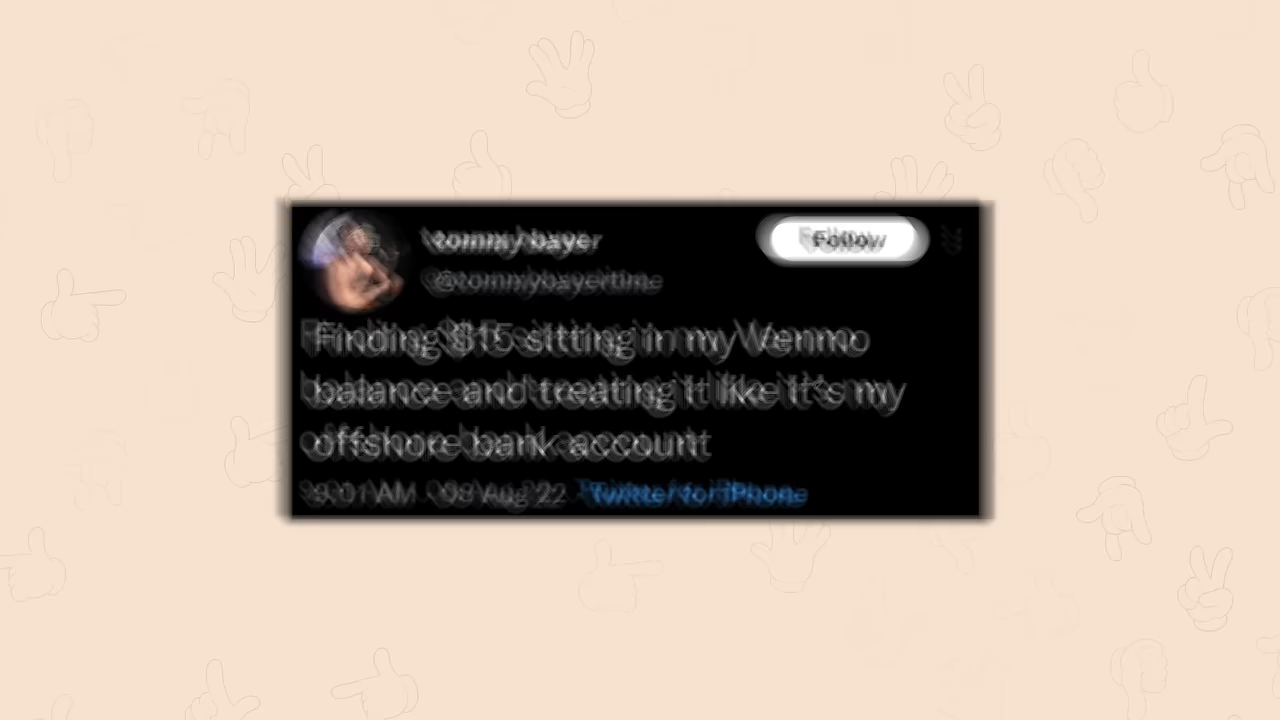 tommy bayer
Follow
@tommybayertime
Finding $15 sitting in my Venmo
balance and treating it like it's my
offshore bank account
9:01 AM · 08 Aug 22 · Twitter for iPhone